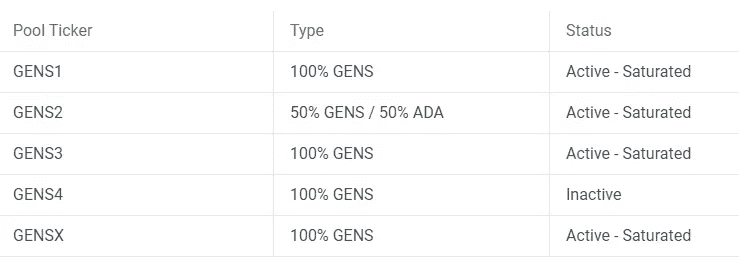 Pool Ticker Type Status
GENS1 100% GENS Active - Saturated
GENS2 50% GENS / 50% ADA Active - Saturated
GENS3 100% GENS Active - Saturated
GENS4 100% GENS Inactive
GENSX 100% GENS Active - Saturated